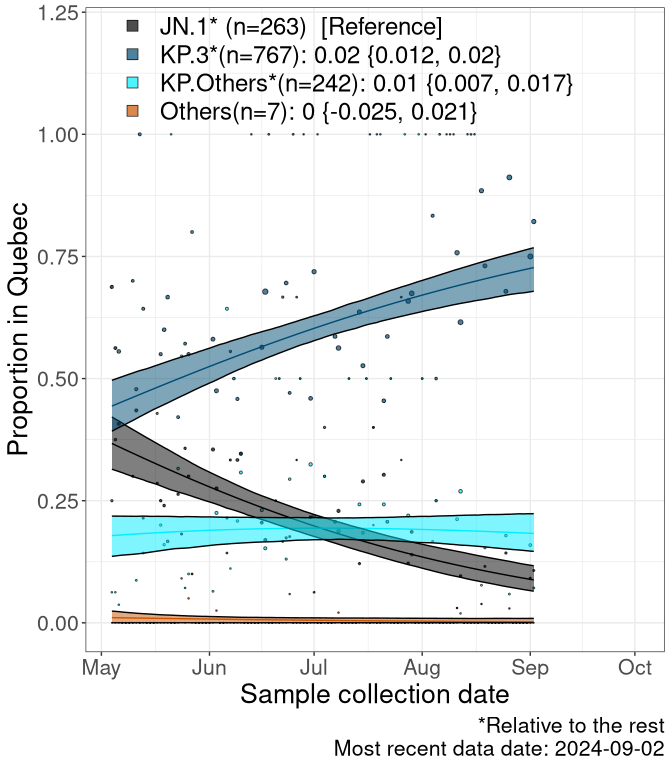 JN.1* (n=263)  [Reference]
KP.3*(n=767): 0.02 {0.012, 0.02}
KP.Others*(n=242): 0.01 {0.007, 0.017}
Others(n=7): 0 {-0.025, 0.021}
1.25
1.00
0.75
0.50
0.25
0.00
Proportion in Quebec
May Jun Jul Aug Sep Oct
Sample collection date
*Relative to the rest
Most recent data date: 2024-09-02